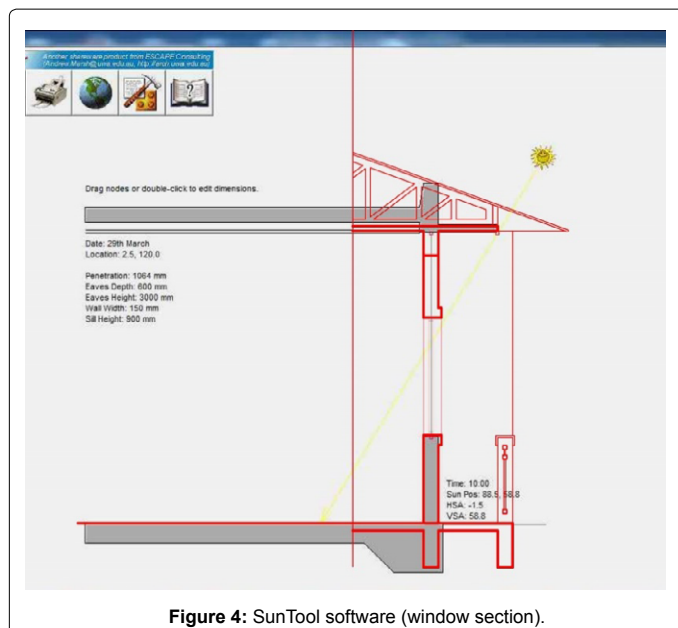 Another shareware product from ESCAPE Consulting
Drag nodes or double-click to edit dimensions.
Date: 29th March
Location: 2.5, 120.0
Penetration: 1064 mm
Eaves Depth: 600 mm
Eaves Height: 3000 mm
Wall Width: 150 mm
Sill Height: 900 mm
Time: 10.00
Sun Pos: 88.5, 58.8
HSA: -1.5
VSA: 58.8
Figure 4: SunTool software (window section).